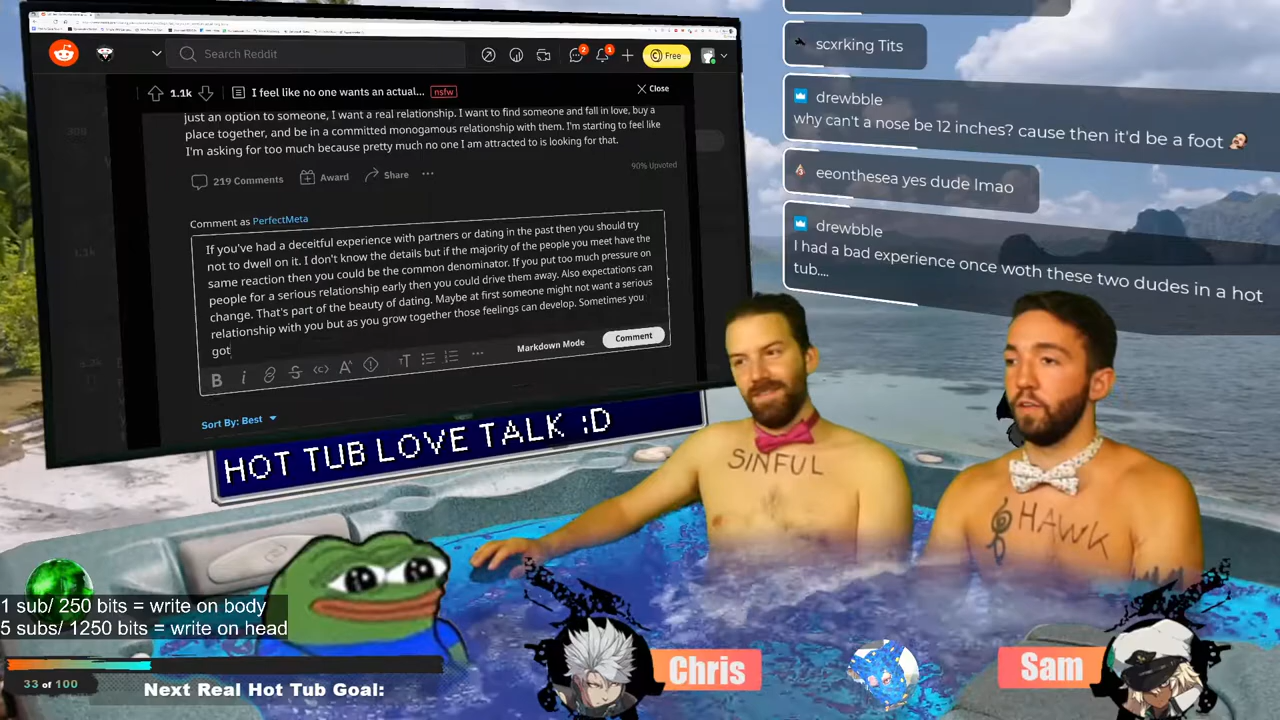 Search Reddit
2
1
Free
1.1k
I feel like no one wants an actual...
nsfw
Close
just an option to someone, I want a real relationship. I want to find someone and fall in love, buy a
place together, and be in a committed monogamous relationship with them. I'm starting to feel like
I'm asking for too much because pretty much no one I am attracted to is looking for that.
90% Upvoted
219 Comments
Award
Share
Comment as PerfectMeta
If you've had a deceitful experience with partners or dating in the past then you should try
not to dwell on it. I don't know the details but if the majority of the people you meet have the
same reaction then you could be the common denominator. If you put too much pressure on
people for a serious relationship early then you could drive them away. Also expectations can
change. That's part of the beauty of dating. Maybe at first someone might not want a serious
relationship with you but as you grow together those feelings can develop. Sometimes you
got
Markdown Mode
Comment
Sort By: Best
HOT TUB LOVE TALK :D
scxrking Tits
drewbble
why can't a nose be 12 inches? cause then it'd be a foot
eeonthesea yes dude lmao
drewbble
I had a bad experience once woth these two dudes in a hot
tub....
SINFUL
HAWK
1 sub/ 250 bits = write on body
5 subs/ 1250 bits = write on head
33 of 100
Next Real Hot Tub Goal:
Chris
Sam